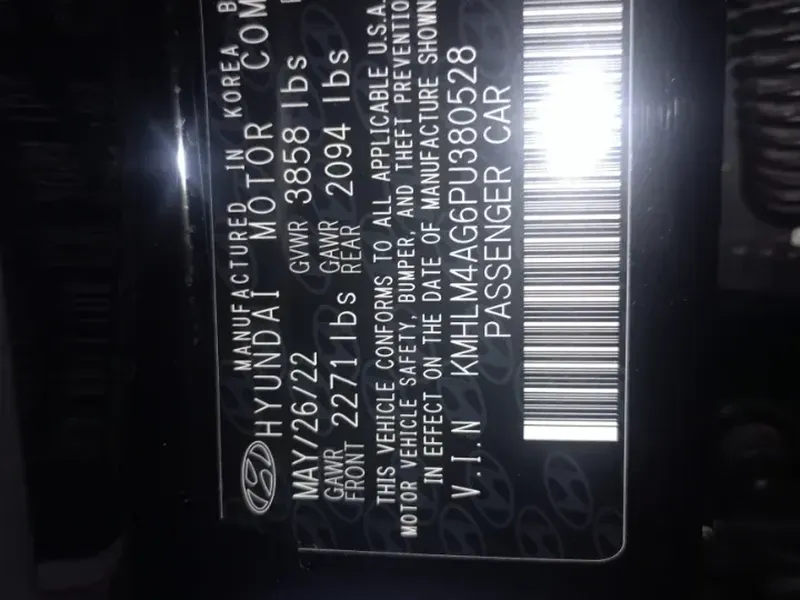 MANUFACTURED IN KOREA B
HYUNDAI MOTOR COM
MAY/26/22 GVWR 3858 lbs
GAWR FRONT 2271 lbs GAWR REAR 2094 lbs
THIS VEHICLE CONFORMS TO ALL APPLICABLE U.S.A.
MOTOR VEHICLE SAFETY, BUMPER, AND THEFT PREVENTIO
IN EFFECT ON THE DATE OF MANUFACTURE SHOWN
V.I.N KMHLM4AG6PU380528
PASSENGER CAR